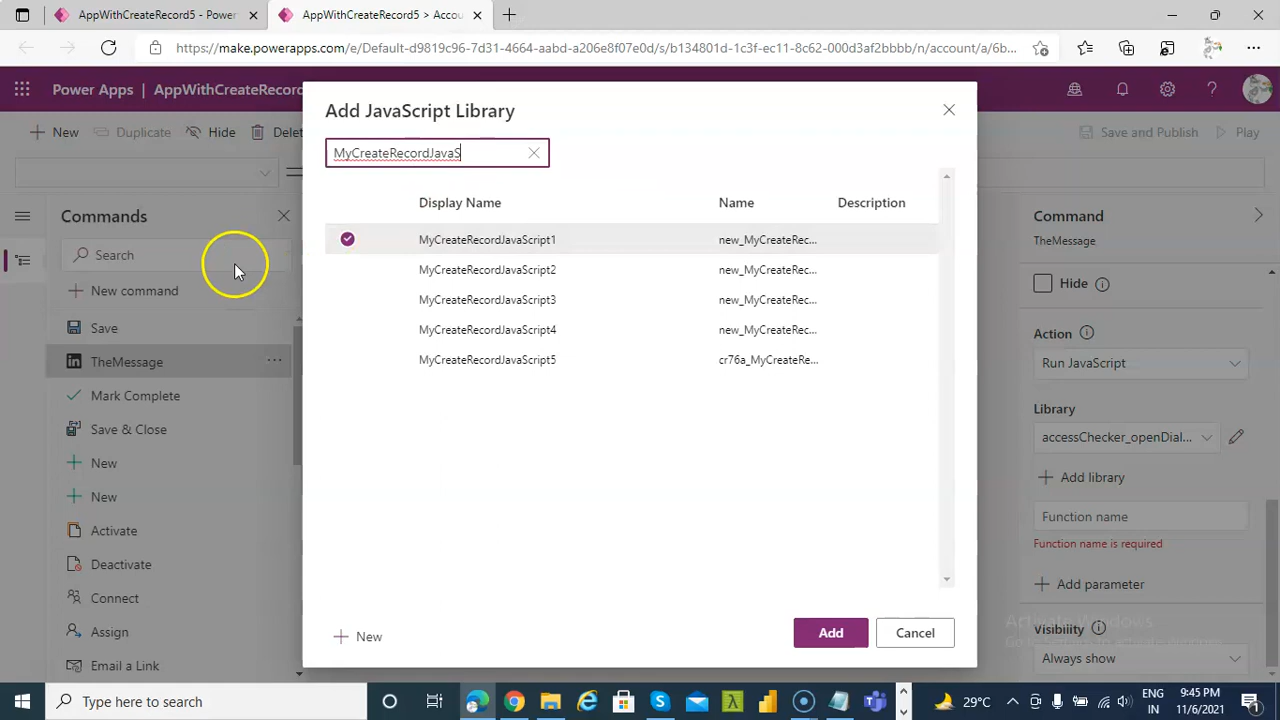 AppWithCreateRecord5 - Power
AppWithCreateRecord5 > Accou
https://make.powerapps.com/e/Default-d9819c96-7d31-4664-aabd-a206e8f07e0d/s/b134801d-1c3f-ec11-8c62-000d3af2bbbb/n/account/a/6b...
Power Apps | AppWithCreateRecord
New
Duplicate
Hide
Delet
Save and Publish
Play
Add JavaScript Library
MyCreateRecordJavaS
Display Name Name Description
MyCreateRecordJavaScript1 new_MyCreateRec...
MyCreateRecordJavaScript2 new_MyCreateRec...
MyCreateRecordJavaScript3 new_MyCreateRec...
MyCreateRecordJavaScript4 new_MyCreateRec...
MyCreateRecordJavaScript5 cr76a_MyCreateRe...
New
Add
Cancel
Commands
Search
New command
Save
TheMessage
Mark Complete
Save & Close
New
New
Activate
Deactivate
Connect
Assign
Email a Link
Command
TheMessage
Hide
Action
Run JavaScript
Library
accessChecker_openDial...
Add library
Function name
Function name is required
Add parameter
Activate Windows
Visibility
Always show
Type here to search
29°C
ENG
IN
9:45 PM
11/6/2021